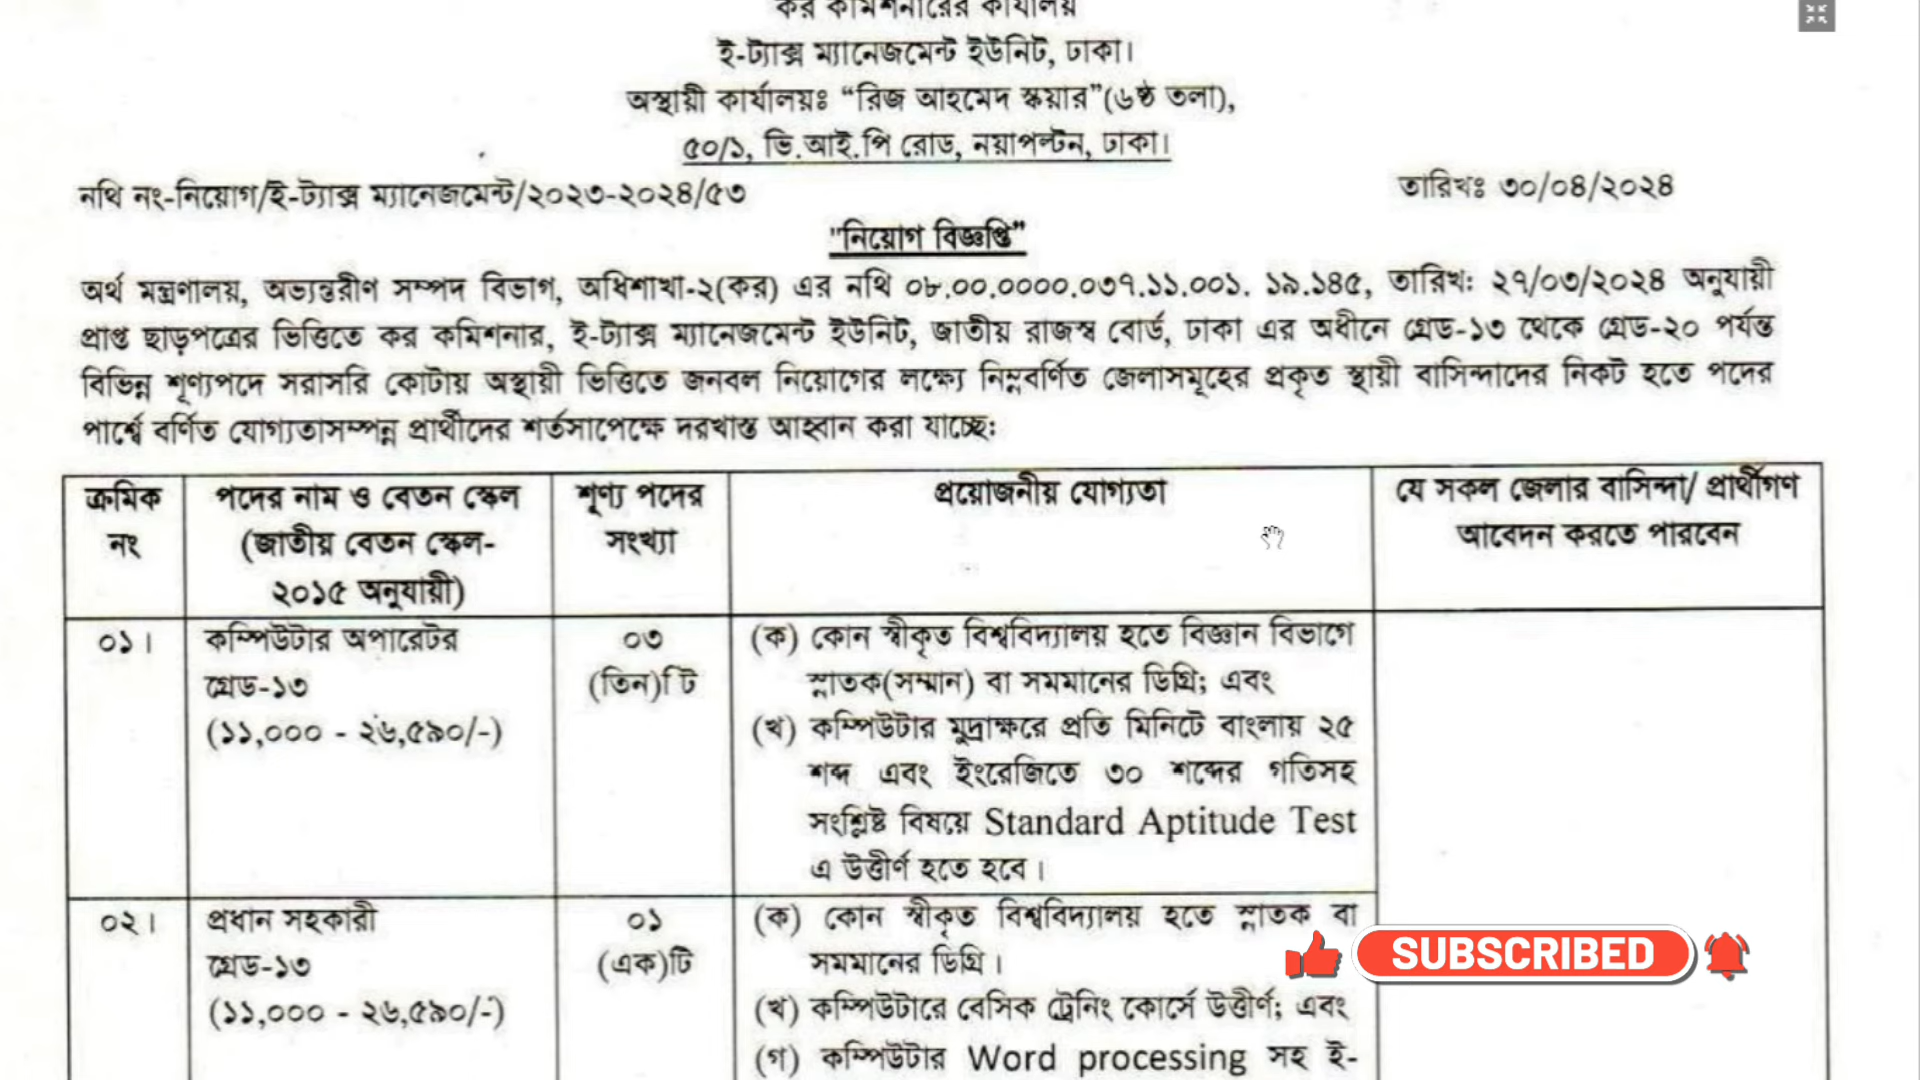 কর কমিশনারের কার্যালয়
ই-ট্যাক্স ম্যানেজমেন্ট ইউনিট, ঢাকা।
অস্থায়ী কার্যালয়ঃ “রিজ আহমেদ স্কয়ার”(৬ষ্ঠ তলা),
৫০/১, ভি.আই.পি রোড, নয়াপল্টন, ঢাকা।
নথি নং-নিয়োগ/ই-ট্যাক্স ম্যানেজমেন্ট/২০২৩-২০২৪/৫৩
তারিখঃ ৩০/০৪/২০২৪
"নিয়োগ বিজ্ঞপ্তি”
অর্থ মন্ত্রণালয়, অভ্যন্তরীণ সম্পদ বিভাগ, অধিশাখা-২(কর) এর নথি ০৮.০০.০০০০.০৩৭.১১.০০১. ১৯.১৪৫, তারিখ: ২৭/০৩/২০২৪ অনুযায়ী
প্রাপ্ত ছাড়পত্রের ভিত্তিতে কর কমিশনার, ই-ট্যাক্স ম্যানেজমেন্ট ইউনিট, জাতীয় রাজস্ব বোর্ড, ঢাকা এর অধীনে গ্রেড-১৩ থেকে গ্রেড-২০ পর্যন্ত
বিভিন্ন শূণ্যপদে সরাসরি কোটায় অস্থায়ী ভিত্তিতে জনবল নিয়োগের লক্ষ্যে নিম্নবর্ণিত জেলাসমূহের প্রকৃত স্থায়ী বাসিন্দাদের নিকট হতে পদের
পার্শ্বে বর্ণিত যোগ্যতাসম্পন্ন প্রার্থীদের শর্তসাপেক্ষে দরখাস্ত আহ্বান করা যাচ্ছে:
ক্রমিক নং
পদের নাম ও বেতন স্কেল
(জাতীয় বেতন স্কেল-
২০১৫ অনুযায়ী)
শূণ্য পদের
সংখ্যা
প্রয়োজনীয় যোগ্যতা
যে সকল জেলার বাসিন্দা/ প্রার্থীগণ
আবেদন করতে পারবেন
০১।
কম্পিউটার অপারেটর
গ্রেড-১৩
(১১,০০০ - ২৬,৫৯০/-)
০৩
(তিন)টি
(ক) কোন স্বীকৃত বিশ্ববিদ্যালয় হতে বিজ্ঞান বিভাগে
স্নাতক(সম্মান) বা সমমানের ডিগ্রি; এবং
(খ) কম্পিউটার মুদ্রাক্ষরে প্রতি মিনিটে বাংলায় ২৫
শব্দ এবং ইংরেজিতে ৩০ শব্দের গতিসহ
সংশ্লিষ্ট বিষয়ে Standard Aptitude Test
এ উত্তীর্ণ হতে হবে।
০২।
প্রধান সহকারী
গ্রেড-১৩
(১১,০০০ - ২৬,৫৯০/-)
০১
(এক)টি
(ক) কোন স্বীকৃত বিশ্ববিদ্যালয় হতে স্নাতক বা
সমমানের ডিগ্রি।
(খ) কম্পিউটারে বেসিক ট্রেনিং কোর্সে উত্তীর্ণ; এবং
(গ) কম্পিউটার Word processing সহ ই-
SUBSCRIBED